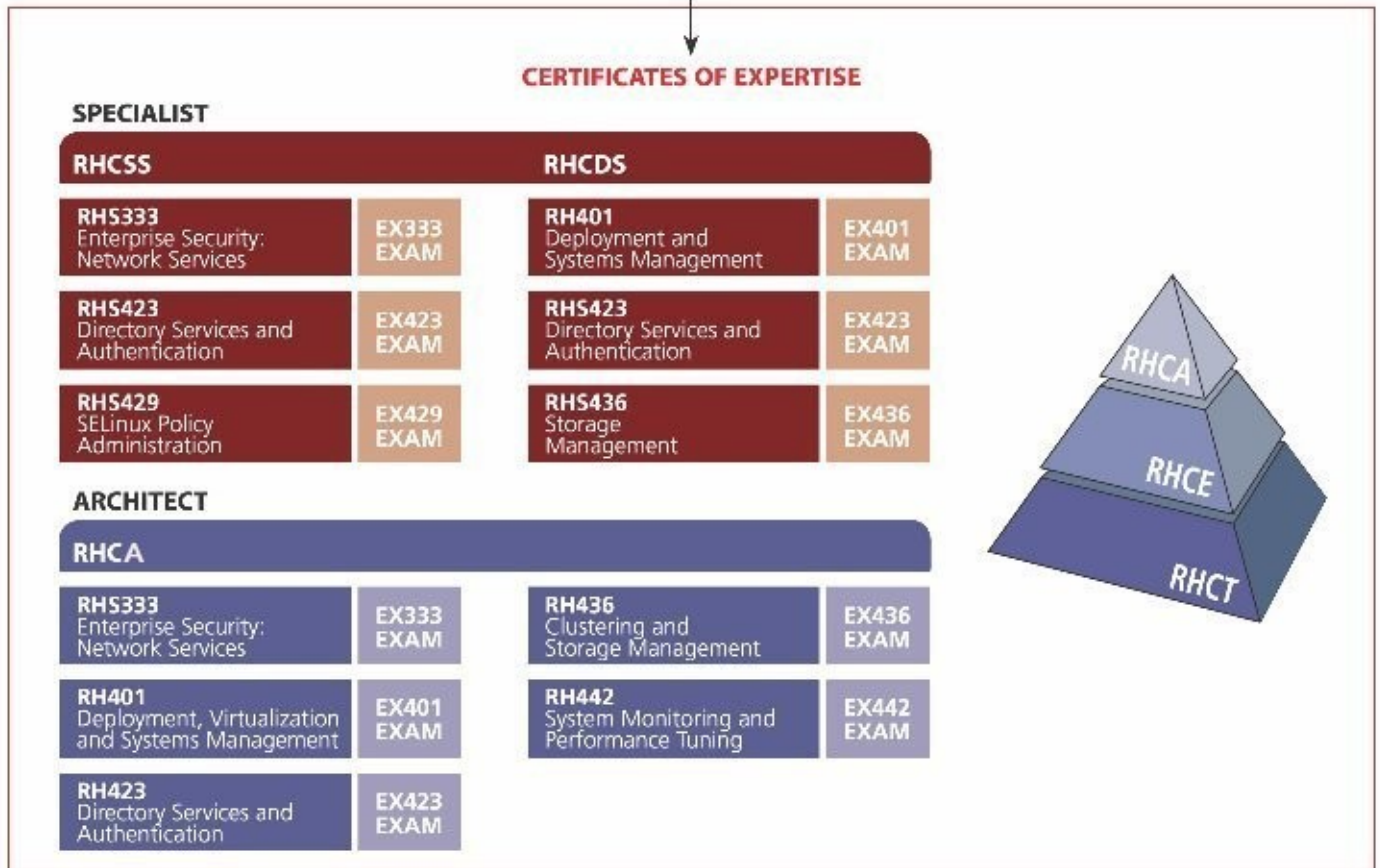 CERTIFICATES OF EXPERTISE
SPECIALIST
RHCSS
RHS333
Enterprise Security:
Network Services
EX333
EXAM
RHS423
Directory Services and
Authentication
EX423
EXAM
RHS429
SELinux Policy
Administration
EX429
EXAM
RHCDS
RH401
Deployment and
Systems Management
EX401
EXAM
RHS423
Directory Services and
Authentication
EX423
EXAM
RHS436
Storage
Management
EX436
EXAM
ARCHITECT
RHCA
RHS333
Enterprise Security:
Network Services
EX333
EXAM
RH401
Deployment, Virtualization
and Systems Management
EX401
EXAM
RH423
Directory Services and
Authentication
EX423
EXAM
RH436
Clustering and
Storage Management
EX436
EXAM
RH442
System Monitoring and
Performance Tuning
EX442
EXAM
RHCA
RHCE
RHCT